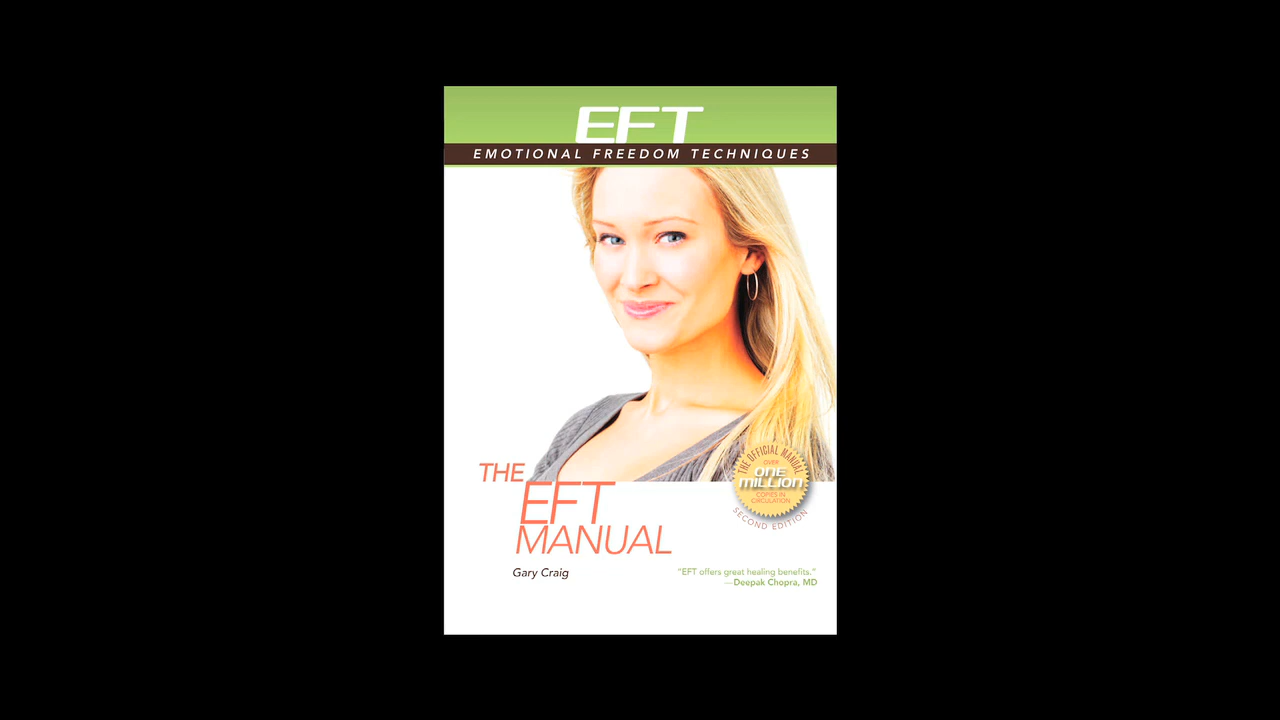 EFT
EMOTIONAL FREEDOM TECHNIQUES
THE
EFT
MANUAL
Gary Craig
THE OFFICIAL MANUAL
OVER
ONE
MILLION
COPIES IN
CIRCULATION
SECOND EDITION
"EFT offers great healing benefits."
—Deepak Chopra, MD